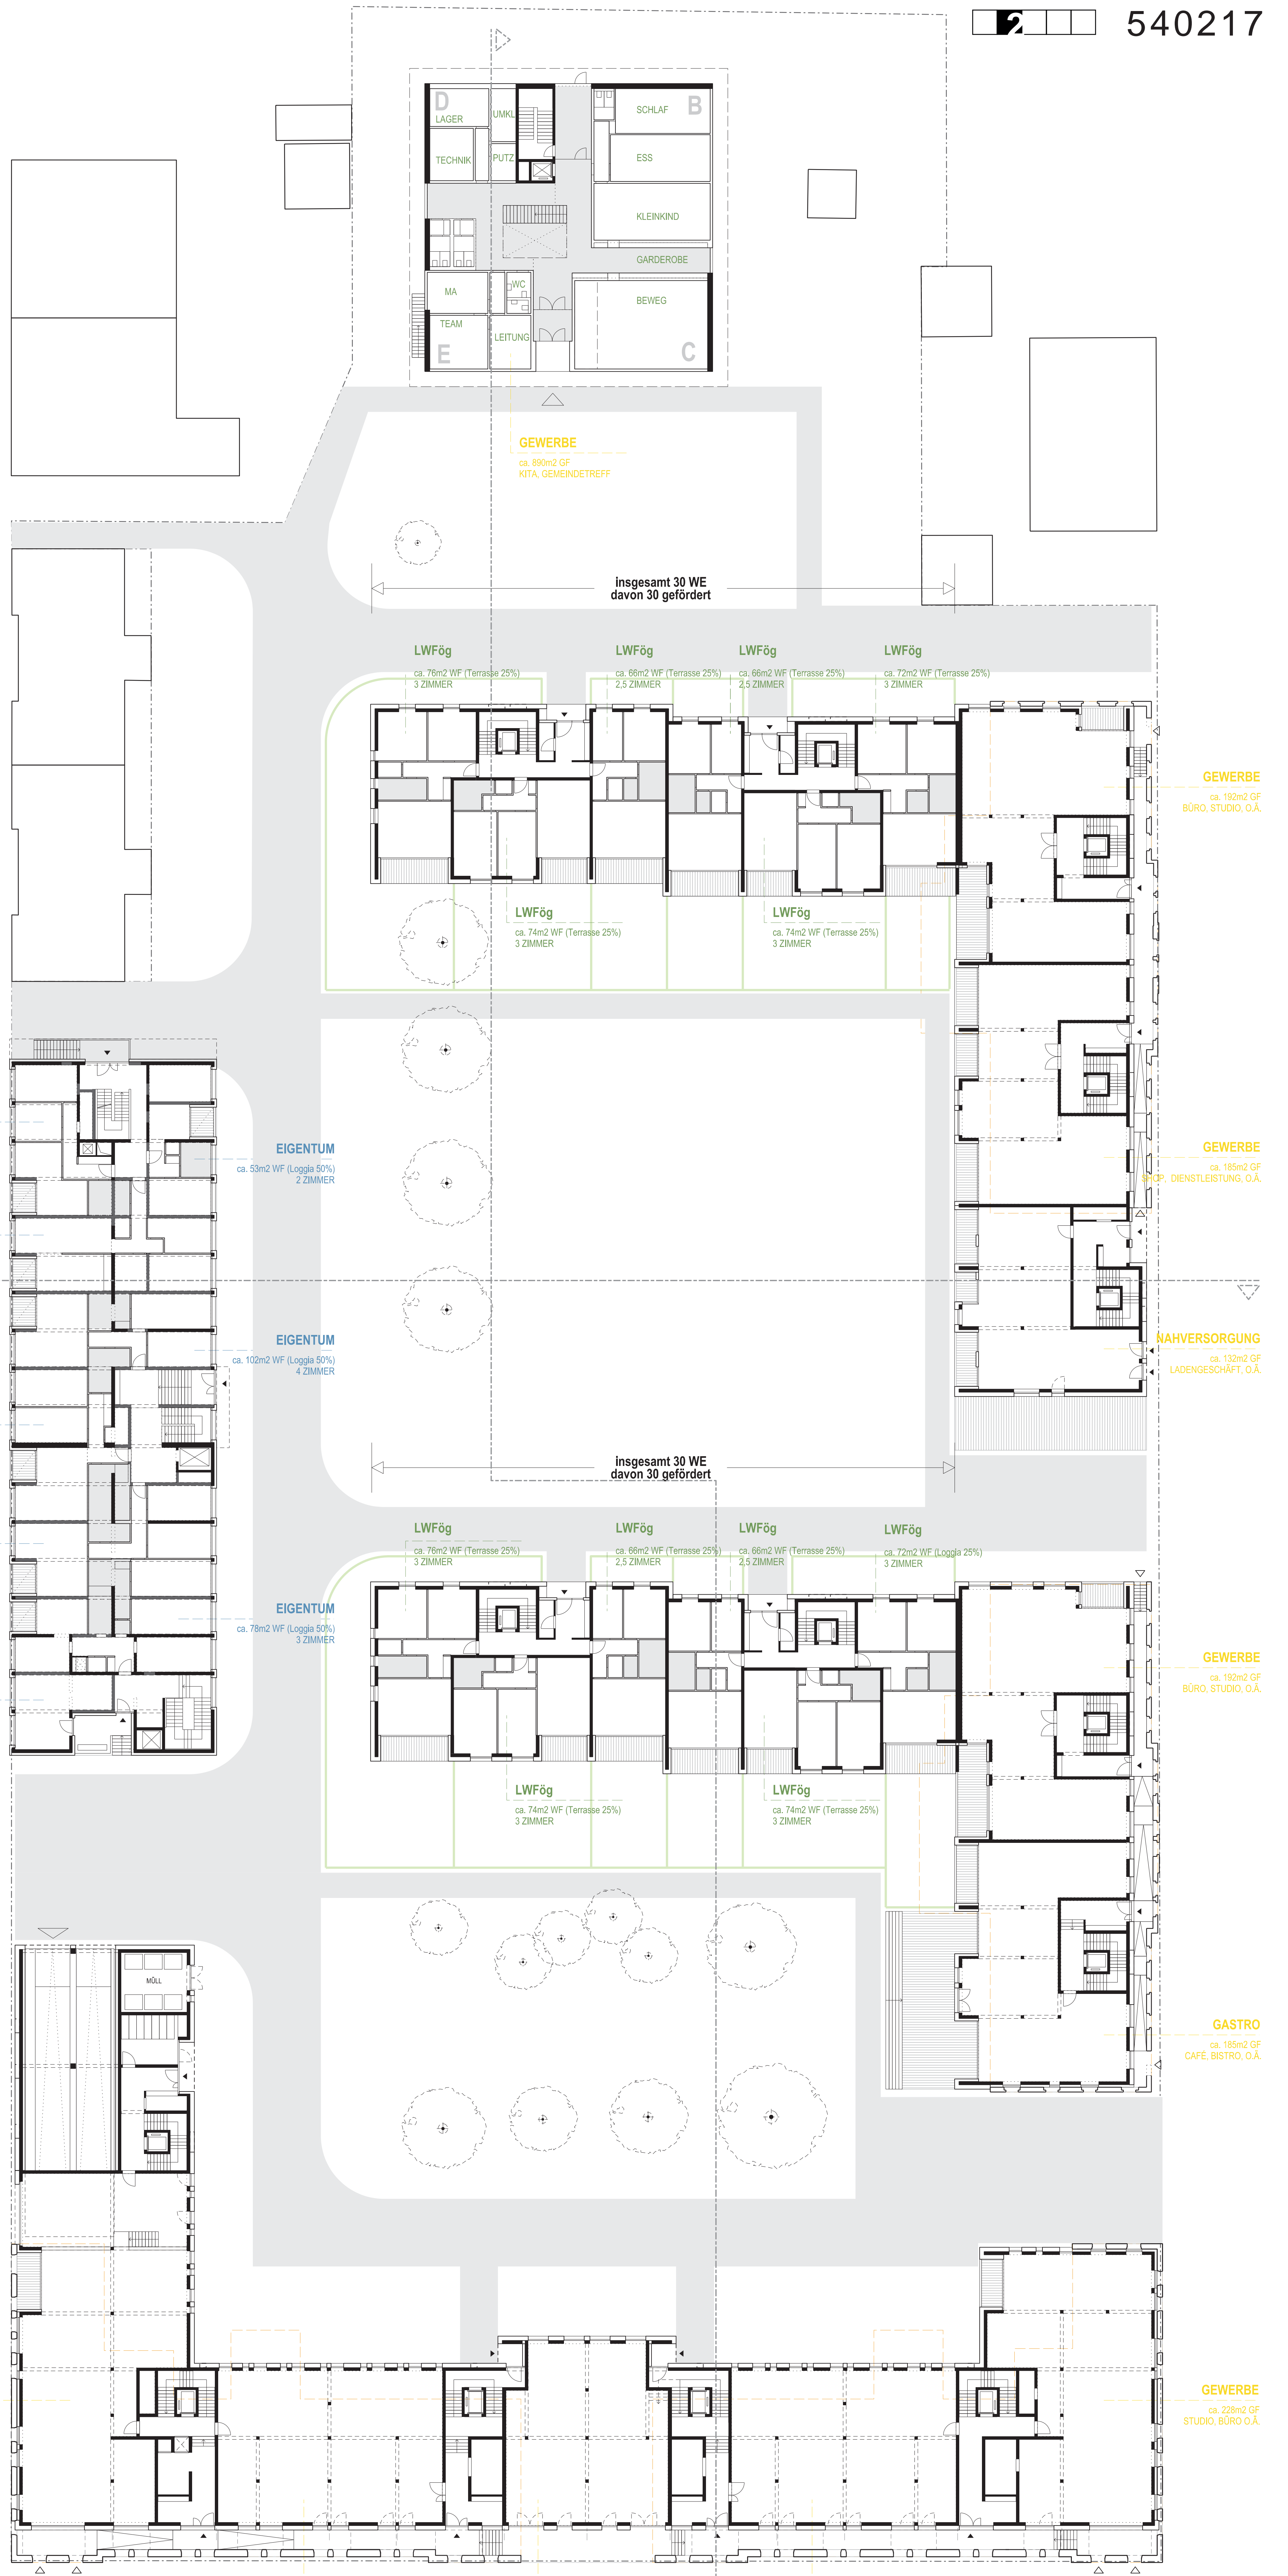 2
540217
D
LAGER
UMKL
SCHLAF
B
TECHNIK
PUTZ
ESS
KLEINKIND
GARDEROBE
MA
WC
BEWEG
TEAM
LEITUNG
E
C
GEWERBE
ca. 890m2 GF
KITA, GEMEINDETREFF
insgesamt 30 WE
davon 30 gefördert
LWFög
ca. 76m2 WF (Terrasse 25%)
3 ZIMMER
LWFög
ca. 66m2 WF (Terrasse 25%)
2,5 ZIMMER
LWFög
ca. 66m2 WF (Terrasse 25%)
2,5 ZIMMER
LWFög
ca. 72m2 WF (Terrasse 25%)
3 ZIMMER
GEWERBE
ca. 192m2 GF
BÜRO, STUDIO, O.Ä.
LWFög
ca. 74m2 WF (Terrasse 25%)
3 ZIMMER
LWFög
ca. 74m2 WF (Terrasse 25%)
3 ZIMMER
EIGENTUM
ca. 53m2 WF (Loggia 50%)
2 ZIMMER
GEWERBE
ca. 185m2 GF
SHOP, DIENSTLEISTUNG, O.Ä.
EIGENTUM
ca. 102m2 WF (Loggia 50%)
4 ZIMMER
NAHVERSORGUNG
ca. 132m2 GF
LADENGESCHÄFT, O.Ä.
insgesamt 30 WE
davon 30 gefördert
LWFög
ca. 76m2 WF (Terrasse 25%)
3 ZIMMER
LWFög
ca. 66m2 WF (Terrasse 25%)
2,5 ZIMMER
LWFög
ca. 66m2 WF (Terrasse 25%)
2,5 ZIMMER
LWFög
ca. 72m2 WF (Loggia 25%)
3 ZIMMER
EIGENTUM
ca. 78m2 WF (Loggia 50%)
3 ZIMMER
GEWERBE
ca. 192m2 GF
BÜRO, STUDIO, O.Ä.
LWFög
ca. 74m2 WF (Terrasse 25%)
3 ZIMMER
LWFög
ca. 74m2 WF (Terrasse 25%)
3 ZIMMER
MÜLL
GASTRO
ca. 185m2 GF
CAFE, BISTRO, O.Ä.
GEWERBE
ca. 228m2 GF
STUDIO, BÜRO O.Ä.